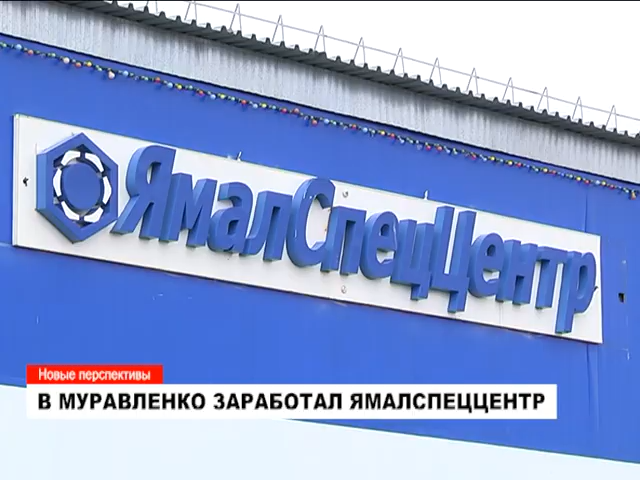 ЯмалСпецЦентр
Новые перспективы
В МУРАВЛЕНКО ЗАРАБОТАЛ ЯМАЛСПЕЦЦЕНТР